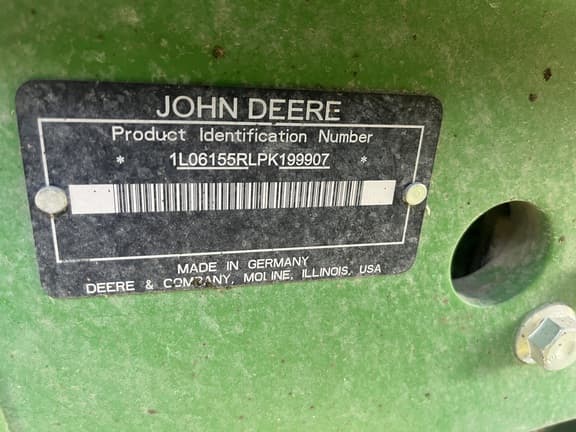 JOHN DEERE
Product Identification Number
* 1L06155RLPK199907 *
MADE IN GERMANY
DEERE & COMPANY, MOLINE, ILLINOIS, USA